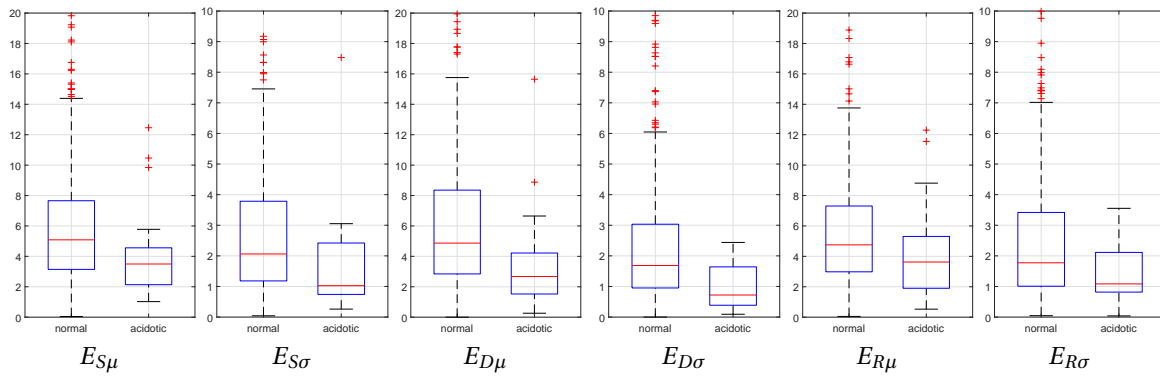 20 10 20 10 20 10
18 9 18 9 18 9
16 8 16 8 16 8
14 7 14 7 14 7
12 6 12 6 12 6
10 5 10 5 10 5
8 4 8 4 8 4
6 3 6 3 6 3
4 2 4 2 4 2
2 1 2 1 2 1
0 0 0 0 0 0
normal acidotic normal acidotic normal acidotic normal acidotic normal acidotic normal acidotic
E_{Sμ} E_{Sσ} E_{Dμ} E_{Dσ} E_{Rμ} E_{Rσ}